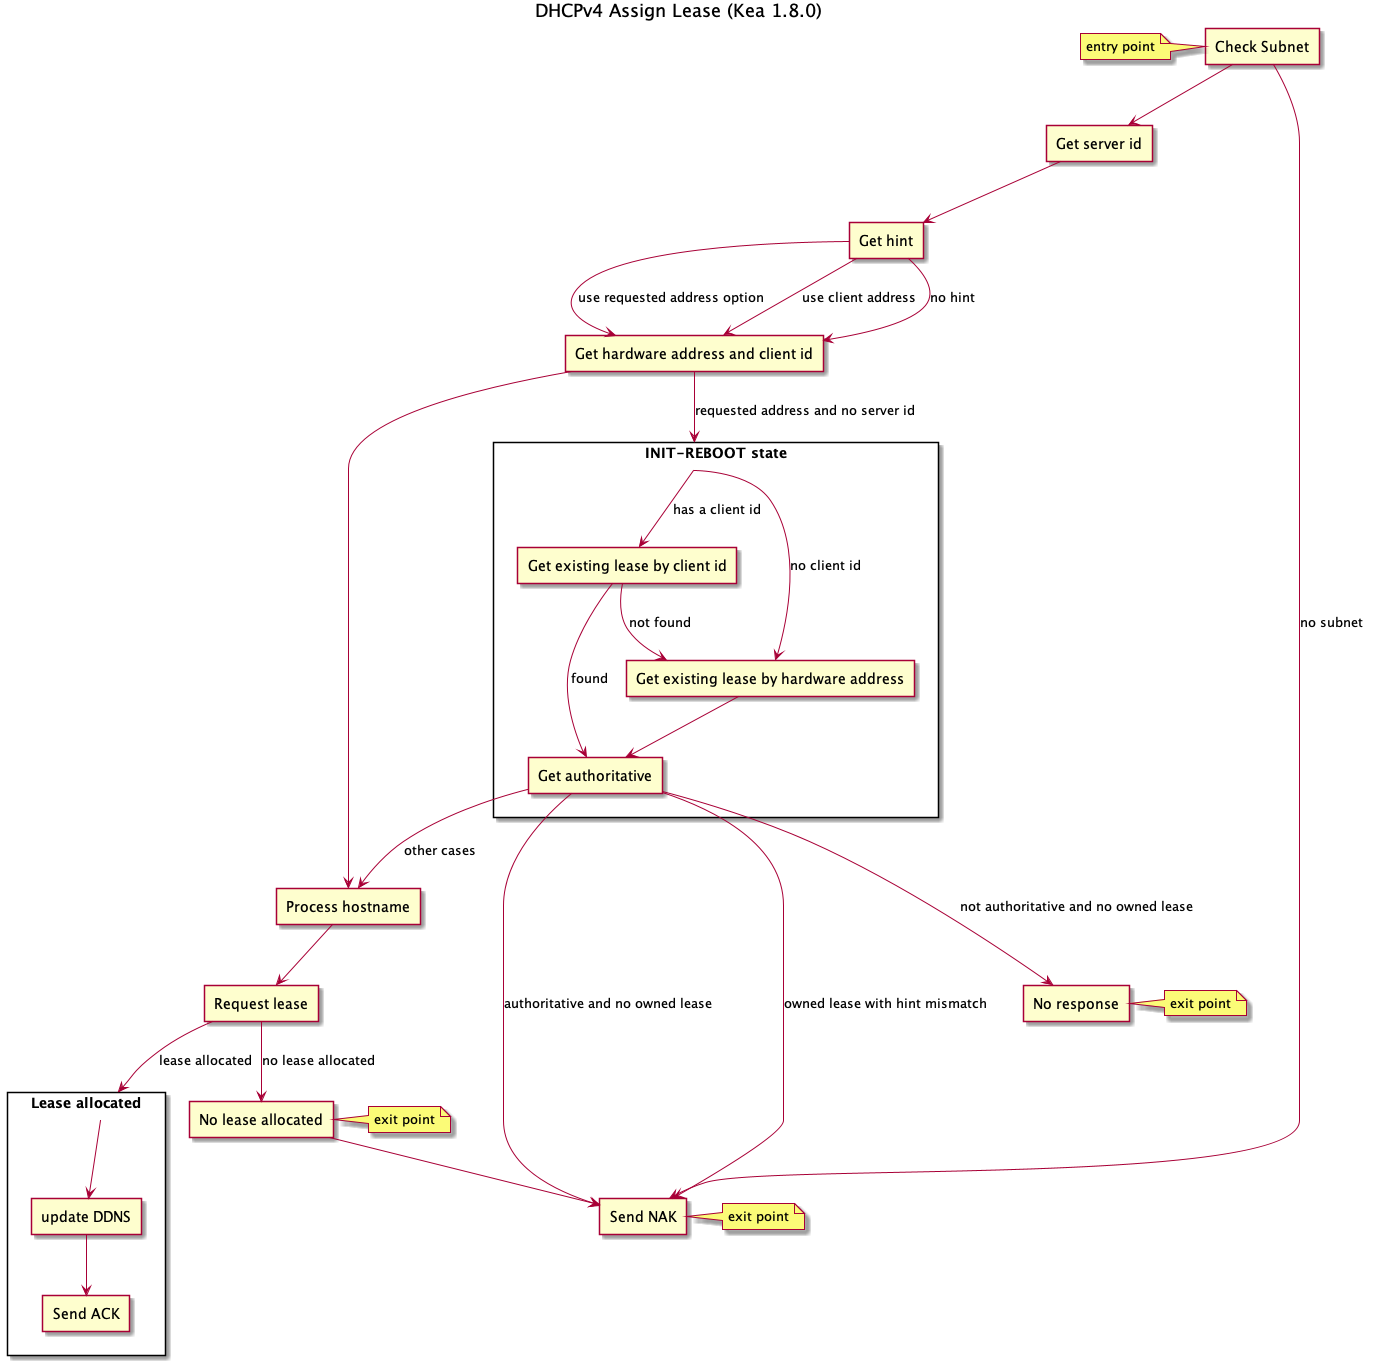 DHCPv4 Assign Lease (Kea 1.8.0)
entry point
Check Subnet
Get server id
Get hint
use requested address option
use client address
no hint
Get hardware address and client id
requested address and no server id
INIT-REBOOT state
has a client id
Get existing lease by client id
no client id
not found
no subnet
found
Get existing lease by hardware address
Get authoritative
other cases
Process hostname
not authoritative and no owned lease
Request lease
authoritative and no owned lease
owned lease with hint mismatch
No response
exit point
lease allocated
no lease allocated
Lease allocated
No lease allocated
exit point
update DDNS
Send NAK
exit point
Send ACK